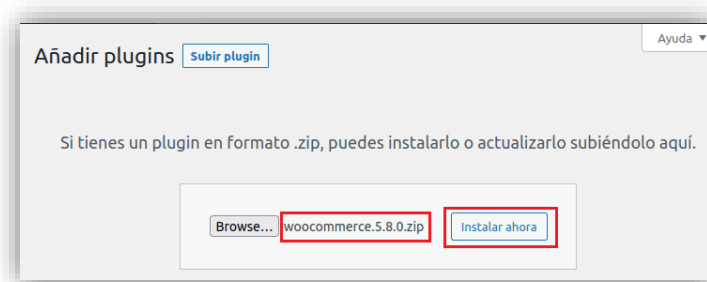 Ayuda ▼
Añadir plugins Subir plugin
Si tienes un plugin en formato .zip, puedes instalarlo o actualizarlo subiéndolo aquí.
Browse... woocommerce.5.8.0.zip Instalar ahora